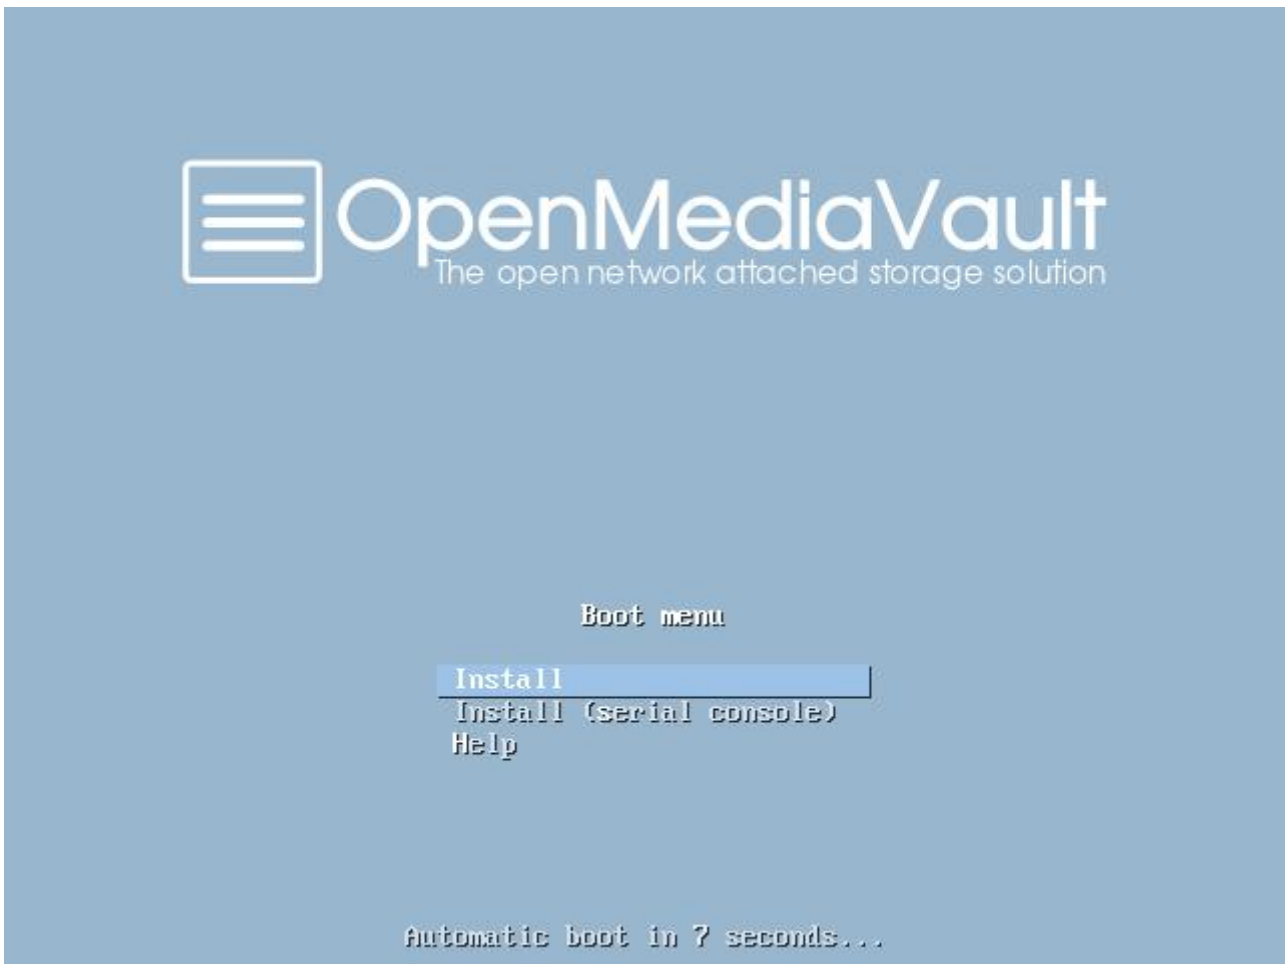 OpenMediaVault
The open network attached storage solution
Boot menu
Install
Install (serial console)
Help
Automatic boot in 7 seconds...